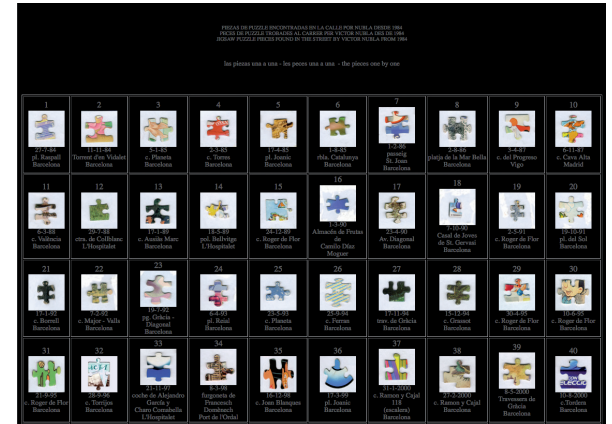 PIEZAS DE PUZZLE ENCONTRADAS EN LA CALLE POR NUBLA DESDE 1984
PECES DE PUZZLE TROBADES AL CARRER PER VICTOR NUBLA DES DE 1984
JIGSAW PUZZLE PIECES FOUND IN THE STREET BY VICTOR NUBLA FROM 1984
las piezas una a una - les peces una a una - the pieces one by one
1
27-7-84
pl. Raspall
Barcelona
2
11-11-84
Torrent d'en Vidalet
Barcelona
3
5-1-85
c. Planeta
Barcelona
4
2-3-85
c. Torres
Barcelona
5
17-4-85
pl. Joanic
Barcelona
6
1-8-85
rbla. Catalunya
Barcelona
7
1-2-86
passeig
St. Joan
Barcelona
8
2-8-86
platja de la Mar Bella
Barcelona
9
3-4-87
c. del Progreso
Vigo
10
6-11-87
c. Cava Alta
Madrid
11
6-3-88
c. València
Barcelona
12
29-7-88
ctra. de Collblanc
L'Hospitalet
13
17-1-89
c. Ausiàs Marc
Barcelona
14
18-5-89
pol. Bellvitge
L'Hospitalet
15
24-12-89
c. Roger de Flor
Barcelona
16
1-3-90
Almacén de Frutas
de
Camilo Díaz
Moguer
17
23-4-90
Av. Diagonal
Barcelona
18
7-10-90
Casal de Joves
de St. Gervasi
Barcelona
19
2-5-91
c. Roger de Flor
Barcelona
20
19-10-91
pl. del Sol
Barcelona
21
17-1-92
c. Borrell
Barcelona
22
7-2-92
c. Major - Valls
Barcelona
23
19-7-92
pg. Gràcia -
Diagonal
Barcelona
24
6-4-93
pl. Reial
Barcelona
25
23-5-93
c. Planeta
Barcelona
26
25-9-94
c. Ferran
Barcelona
27
17-11-94
trav. de Gràcia
Barcelona
28
15-12-94
c. Grassot
Barcelona
29
30-4-95
c. Roger de Flor
Barcelona
30
10-6-95
c. Roger de Flor
Barcelona
31
21-9-95
c. Roger de Flor
Barcelona
32
28-9-96
c. Torrijos
Barcelona
33
21-11-97
coche de Alejandro
García y
Charo Comabella
L'Hospitalet
34
8-3-98
furgoneta de
Francesch
Domènech
Port de l'Ordal
35
16-12-98
c. Joan Blanques
Barcelona
36
17-3-99
pl. Joanic
Barcelona
37
31-1-2000
c. Ramon y Cajal
118
(escalera)
Barcelona
38
27-2-2000
c. Ramon y Cajal
Barcelona
39
8-5-2000
Travessera de
Gràcia
Barcelona
40
10-8-2000
c.Tordera
Barcelona